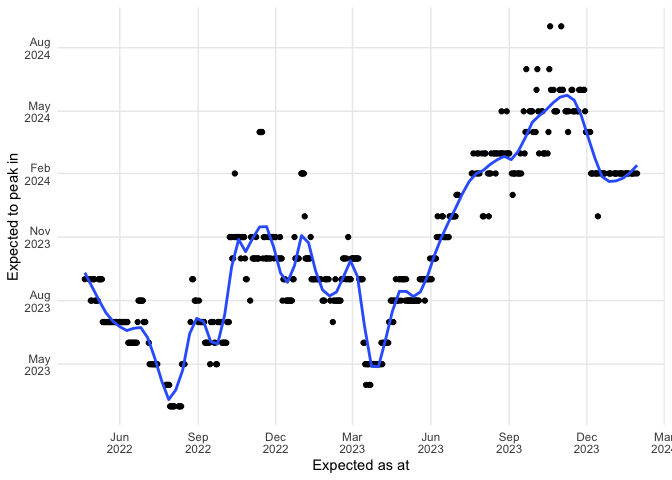 Expected to peak in
Aug
2024
May
2024
Feb
2024
Nov
2023
Aug
2023
May
2023
Jun
2022
Sep
2022
Dec
2022
Mar
2023
Jun
2023
Sep
2023
Dec
2023
Expected as at